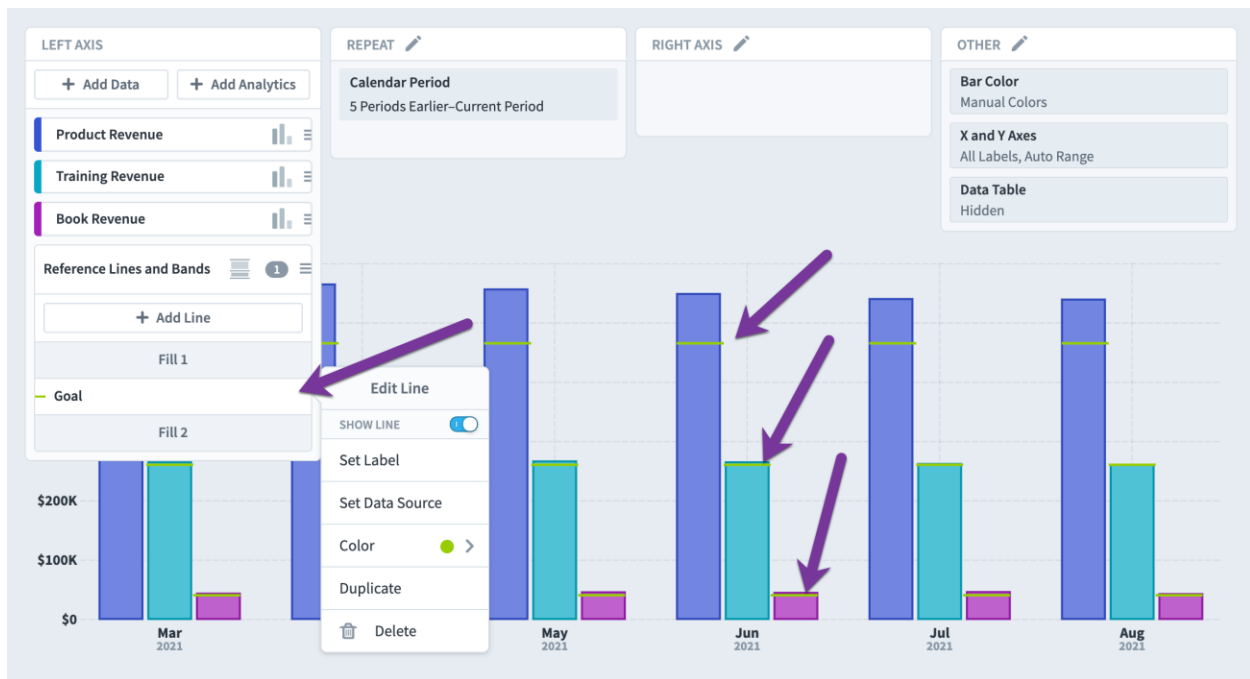 LEFT AXIS
+ Add Data
+ Add Analytics
Product Revenue
Training Revenue
Book Revenue
Reference Lines and Bands 1
+ Add Line
Fill 1
Goal
Fill 2
REPEAT
Calendar Period
5 Periods Earlier–Current Period
RIGHT AXIS
OTHER
Bar Color
Manual Colors
X and Y Axes
All Labels, Auto Range
Data Table
Hidden
Edit Line
SHOW LINE
Set Label
Set Data Source
Color
Duplicate
Delete
$200K
$100K
$0
Mar
2021
May
2021
Jun
2021
Jul
2021
Aug
2021